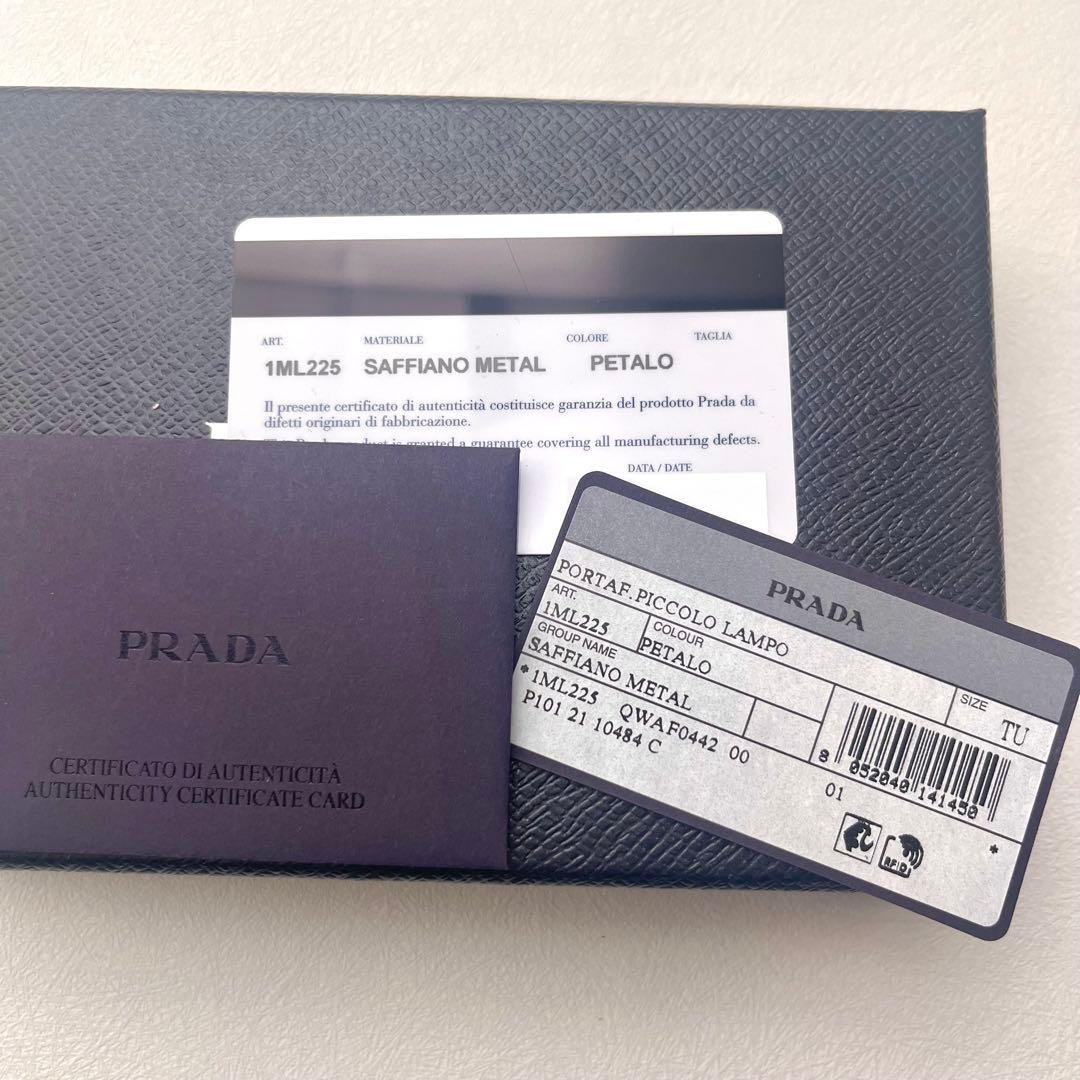 ART. MATERIALE COLORE TAGLIA
1ML225 SAFFIANO METAL PETALO
Il presente certificato di autenticità costituisce garanzia del prodotto Prada da
difetti originari di fabbricazione.
is granted a guarantee covering all manufacturing defects.
DATA / DATE
PRADA
CERTIFICATO DI AUTENTICITÀ
AUTHENTICITY CERTIFICATE CARD
PRADA
PORTAF.PICCOLO LAMPO
ART. COLOUR SIZE
1ML225 PETALO TU
GROUP NAME
SAFFIANO METAL
* 1ML225 QWAF0442 00
P101 21 10484 C
8 052040 141450
01
*
RFID